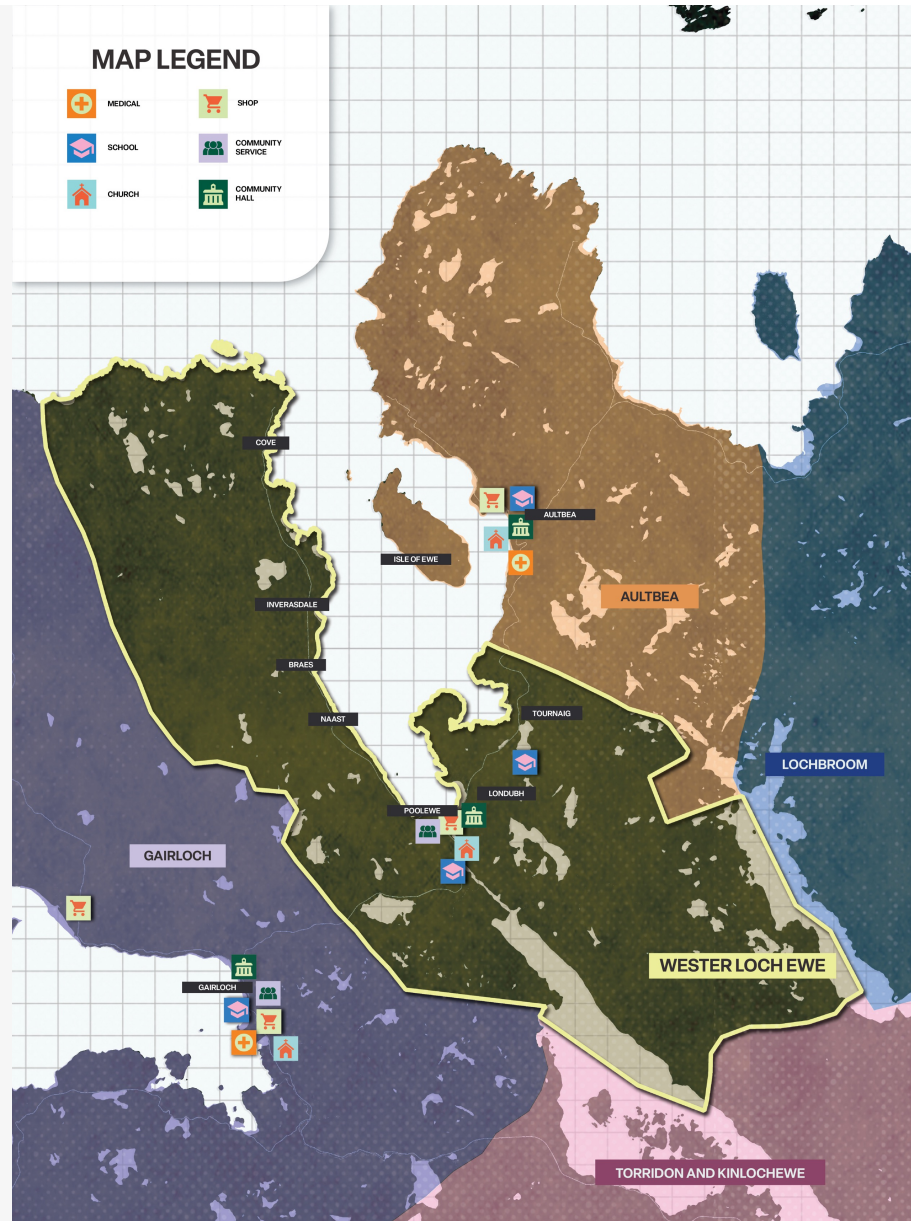 MAP LEGEND
MEDICAL
SHOP
SCHOOL
COMMUNITY
SERVICE
CHURCH
COMMUNITY
HALL
COVE
AULTBEA
ISLE OF EWE
AULTBEA
INVERASDALE
BRAES
NAAST
TOURNAIG
LOCHBROOM
LONDUBH
POOLEWE
GAIRLOCH
WESTER LOCH EWE
GAIRLOCH
TORRIDON AND KINLOCHEWE